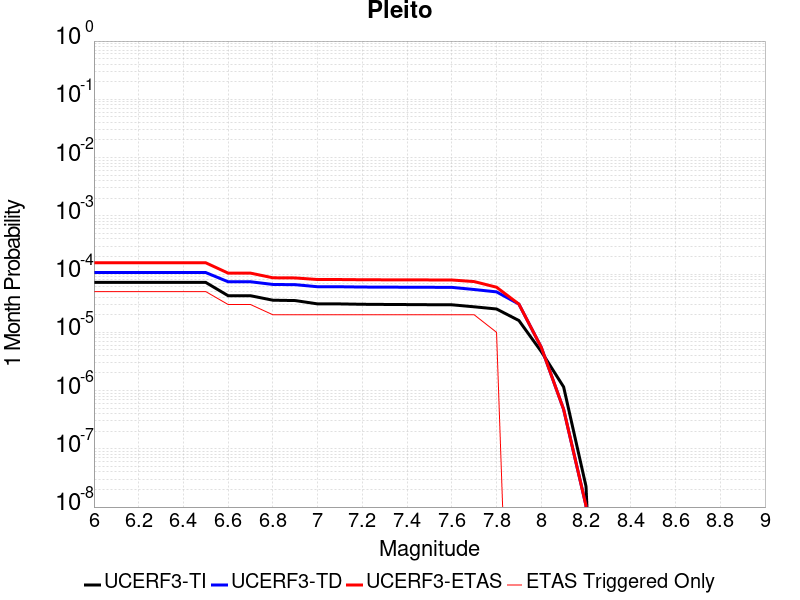 Pleito
10^0
10^-1
10^-2
10^-3
10^-4
10^-5
10^-6
10^-7
10^-8
1 Month Probability
6 6.2 6.4 6.6 6.8 7 7.2 7.4 7.6 7.8 8 8.2 8.4 8.6 8.8 9
Magnitude
UCERF3-TI UCERF3-TD UCERF3-ETAS ETAS Triggered Only